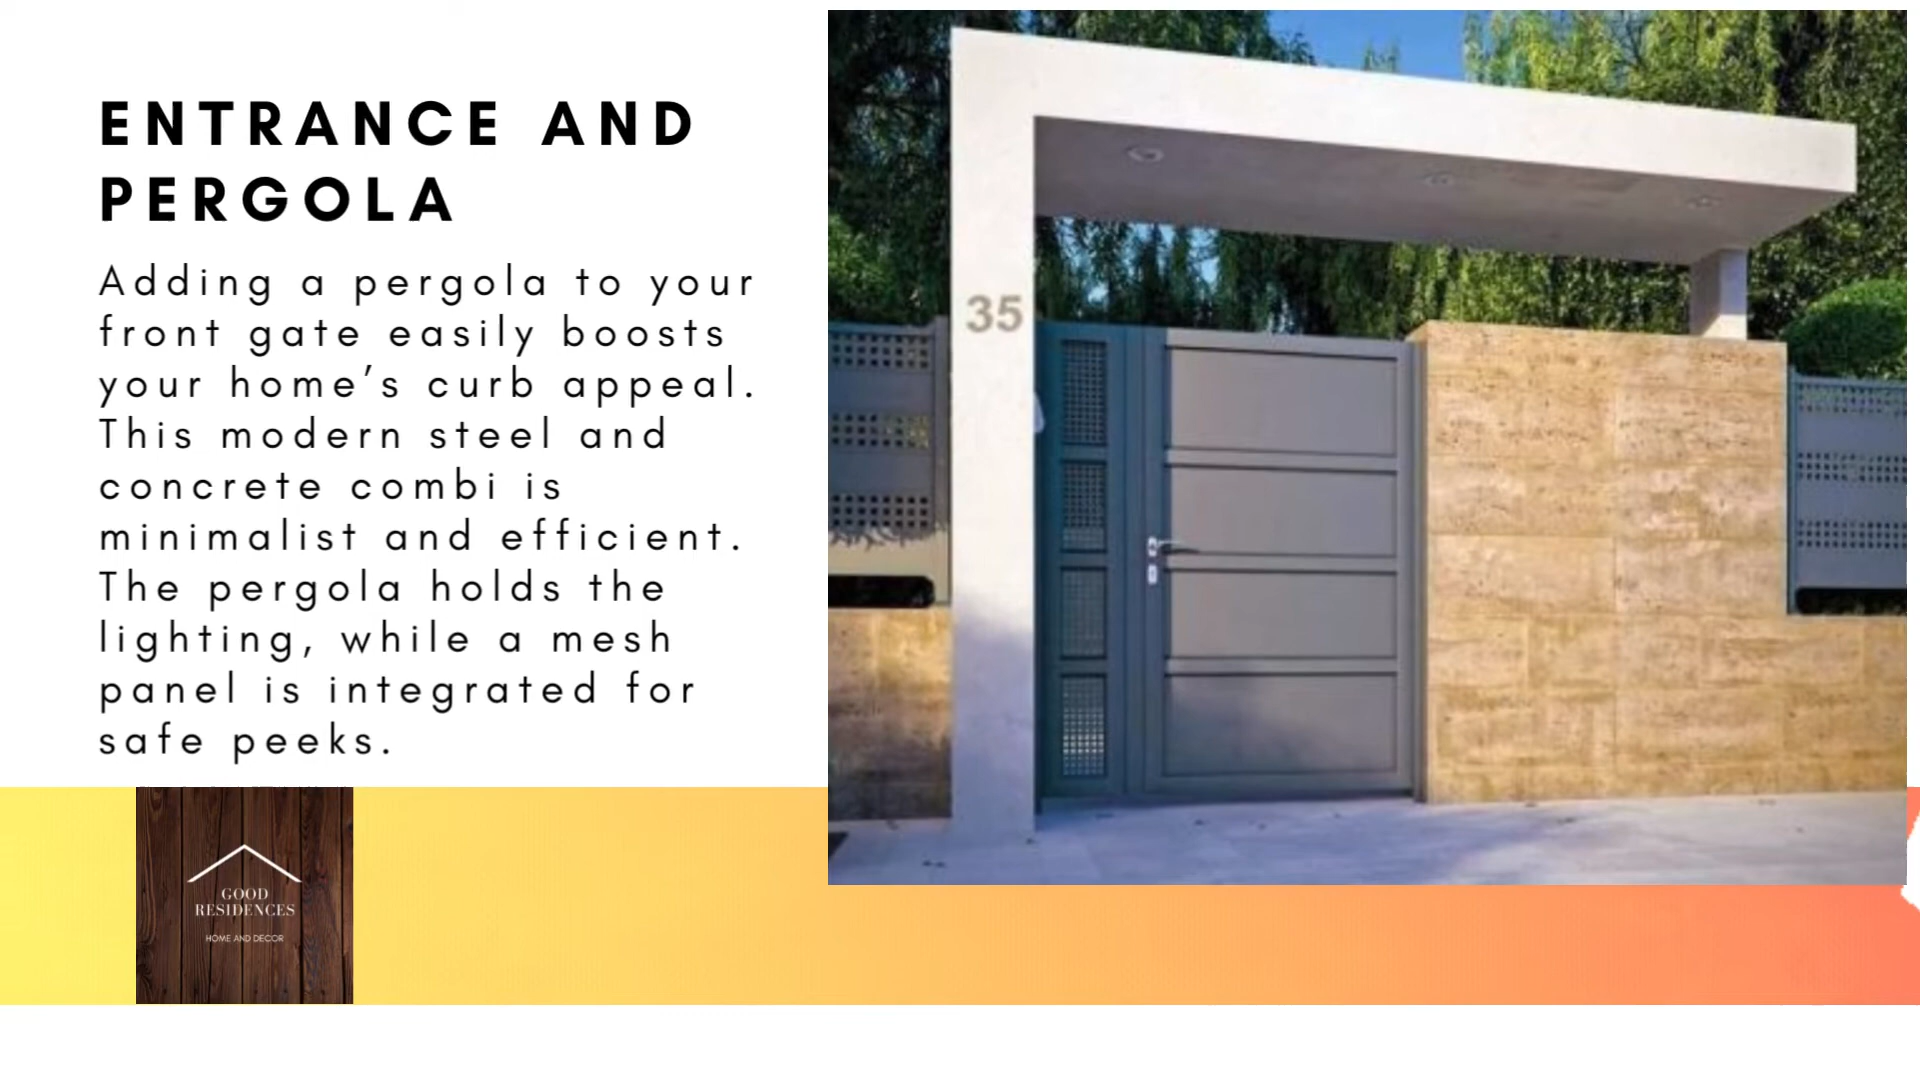 ENTRANCE AND
PERGOLA
Adding a pergola to your
front gate easily boosts
your home’s curb appeal.
This modern steel and
concrete combi is
minimalist and efficient.
The pergola holds the
lighting, while a mesh
panel is integrated for
safe peeks.
35
GOOD
RESIDENCES
HOME AND DECOR